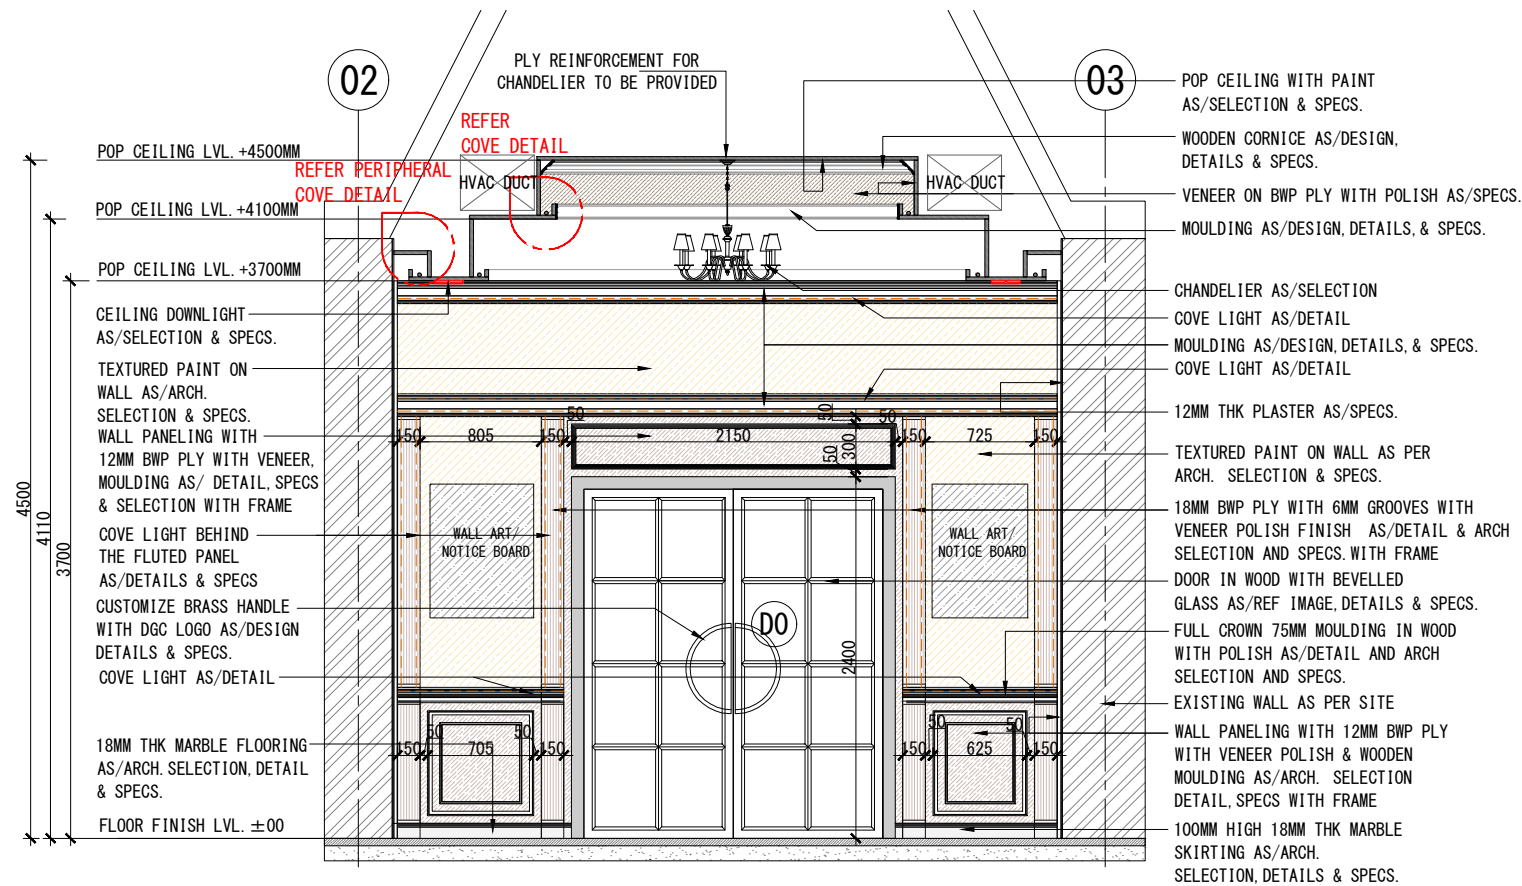 02
03
PLY REINFORCEMENT FOR
CHANDELIER TO BE PROVIDED
REFER
COVE DETAIL
REFER PERIPHERAL
COVE DETAIL
HVAC DUCT
HVAC DUCT
POP CEILING LVL. +4500MM
POP CEILING LVL. +4100MM
POP CEILING LVL. +3700MM
CEILING DOWNLIGHT
AS/SELECTION & SPECS.
TEXTURED PAINT ON
WALL AS/ARCH.
SELECTION & SPECS.
WALL PANELING WITH
12MM BWP PLY WITH VENEER,
MOULDING AS/ DETAIL, SPECS
& SELECTION WITH FRAME
COVE LIGHT BEHIND
THE FLUTED PANEL
AS/DETAILS & SPECS
CUSTOMIZE BRASS HANDLE
WITH DGC LOGO AS/DESIGN
DETAILS & SPECS.
COVE LIGHT AS/DETAIL
18MM THK MARBLE FLOORING
AS/ARCH. SELECTION, DETAIL
& SPECS.
FLOOR FINISH LVL. ±00
4500
4110
3700
50
50
50
150
805
150
2150
300
50
150
725
150
WALL ART/
NOTICE BOARD
WALL ART/
NOTICE BOARD
DO
2400
50
50
150
705
150
50
50
150
625
150
POP CEILING WITH PAINT
AS/SELECTION & SPECS.
WOODEN CORNICE AS/DESIGN,
DETAILS & SPECS.
VENEER ON BWP PLY WITH POLISH AS/SPECS.
MOULDING AS/DESIGN, DETAILS, & SPECS.
CHANDELIER AS/SELECTION
COVE LIGHT AS/DETAIL
MOULDING AS/DESIGN, DETAILS, & SPECS.
COVE LIGHT AS/DETAIL
12MM THK PLASTER AS/SPECS.
TEXTURED PAINT ON WALL AS PER
ARCH. SELECTION & SPECS.
18MM BWP PLY WITH 6MM GROOVES WITH
VENEER POLISH FINISH AS/DETAIL & ARCH
SELECTION AND SPECS. WITH FRAME
DOOR IN WOOD WITH BEVELLED
GLASS AS/REF IMAGE, DETAILS & SPECS.
FULL CROWN 75MM MOULDING IN WOOD
WITH POLISH AS/DETAIL AND ARCH
SELECTION AND SPECS.
EXISTING WALL AS PER SITE
WALL PANELING WITH 12MM BWP PLY
WITH VENEER POLISH & WOODEN
MOULDING AS/ARCH. SELECTION
DETAIL, SPECS WITH FRAME
100MM HIGH 18MM THK MARBLE
SKIRTING AS/ARCH.
SELECTION, DETAILS & SPECS.